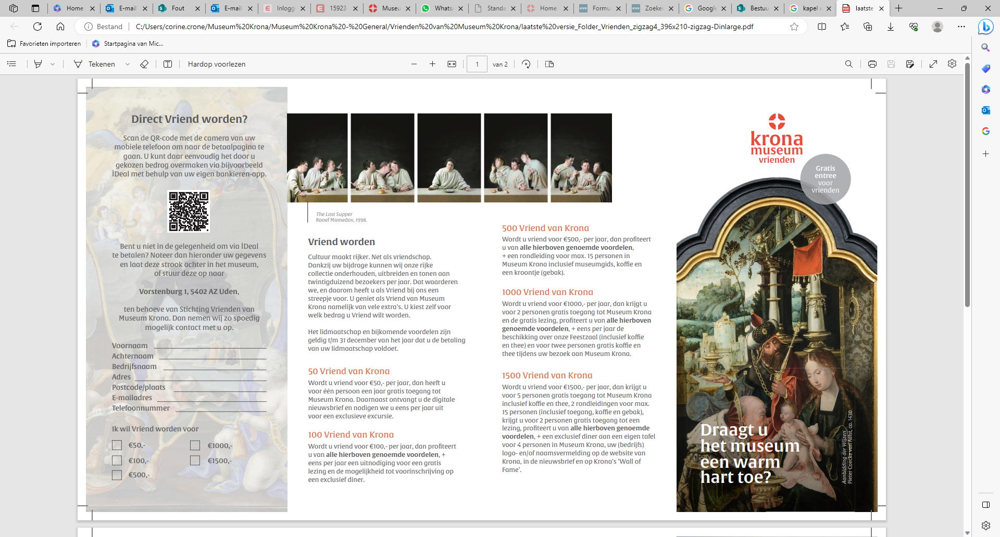 Home
E-mail
Fout
E-mail
Inlogg
15923
Museu
Whats
Standa
Home
Formul
Zoeken
Google
Bestuu
kapel
laatste
Bestand
C:/Users/corine.crone/Museum%20Krona/Museum%20Krona%20-%20General/Vrienden%20van%20Museum%20Krona/laatste%20versie_Folder_Vrienden_zigzag4_396x210-zigzag-Dinlarge.pdf
Favorieten importeren
Startpagina van Mic...
Tekenen
Hardop voorlezen
1
van 2
Direct Vriend worden?
Scan de QR-code met de camera van uw
mobiele telefoon om naar de betaalpagina te
gaan. U kunt daar eenvoudig het door u
gekozen bedrag overmaken via bijvoorbeeld
IDeal met behulp van uw eigen bankieren-app.
Bent u niet in de gelegenheid om via IDeal
te betalen? Noteer dan hieronder uw gegevens
en laat deze strook achter in het museum,
of stuur deze op naar
Vorstenburg 1, 5402 AZ Uden,
ten behoeve van Stichting Vrienden van
Museum Krona. Dan nemen wij zo spoedig
mogelijk contact met u op.
Voornaam
Achternaam
Bedrijfsnaam
Adres
Postcode/plaats
E-mailadres
Telefoonnummer
Ik wil Vriend worden voor
€50,-
€1000,-
€100,-
€1500,-
€500,-
The Last Supper
Raoef Mamedov, 1998.
Vriend worden
Cultuur maakt rijker. Net als vriendschap.
Dankzij uw bijdrage kunnen wij onze rijke
collectie onderhouden, uitbreiden en tonen aan
twintigduizend bezoekers per jaar. Dat waarderen
we, en daarom heeft u als Vriend bij ons een
streepje voor. U geniet als Vriend van Museum
Krona namelijk van vele extra's. U kiest zelf voor
welk bedrag u Vriend wilt worden.
Het lidmaatschap en bijkomende voordelen zijn
geldig t/m 31 december van het jaar dat u de betaling
van uw lidmaatschap voldoet.
50 Vriend van Krona
Wordt u vriend voor €50,- per jaar, dan heeft u
voor één persoon een jaar gratis toegang tot
Museum Krona. Daarnaast ontvangt u de digitale
nieuwsbrief en nodigen we u eens per jaar uit
voor een exclusieve excursie.
100 Vriend van Krona
Wordt u vriend voor €100,- per jaar, dan profiteert
u van alle hierboven genoemde voordelen, +
eens per jaar een uitnodiging voor een gratis
lezing en de mogelijkheid tot voorinschrijving op
een exclusief diner.
500 Vriend van Krona
Wordt u vriend voor €500,- per jaar, dan profiteert
u van alle hierboven genoemde voordelen,
+ een rondleiding voor max. 15 personen in
Museum Krona inclusief museumgids, koffie en
een kroontje (gebak).
1000 Vriend van Krona
Wordt u vriend voor €1000,- per jaar, dan krijgt u
voor 2 personen gratis toegang tot Museum Krona
en de gratis lezing, profiteert u van alle hierboven
genoemde voordelen, + eens per jaar de
beschikking over onze Feestzaal (inclusief koffie
en thee) en voor twee personen gratis koffie en
thee tijdens uw bezoek aan Museum Krona.
1500 Vriend van Krona
Wordt u vriend voor €1500,- per jaar, dan krijgt u
voor 5 personen gratis toegang tot Museum Krona
inclusief koffie en thee, 2 rondleidingen voor max.
15 personen (inclusief toegang, koffie en gebak),
krijgt u voor 2 personen gratis toegang tot een
lezing, profiteert u van alle hierboven genoemde
voordelen, + een exclusief diner aan een eigen tafel
voor 4 personen in Museum Krona, uw (bedrijfs)
logo- en/of naamsvermelding op de website van
Krona, in de nieuwsbrief en op Krona's 'Wall of
Fame'.
krona
museum
vrienden
Gratis
entree
voor
vrienden
Draagt u
het museum
een warm
hart toe?
Aanbidding der Wijzen
Pieter Coecke van Aelst, ca. 1430